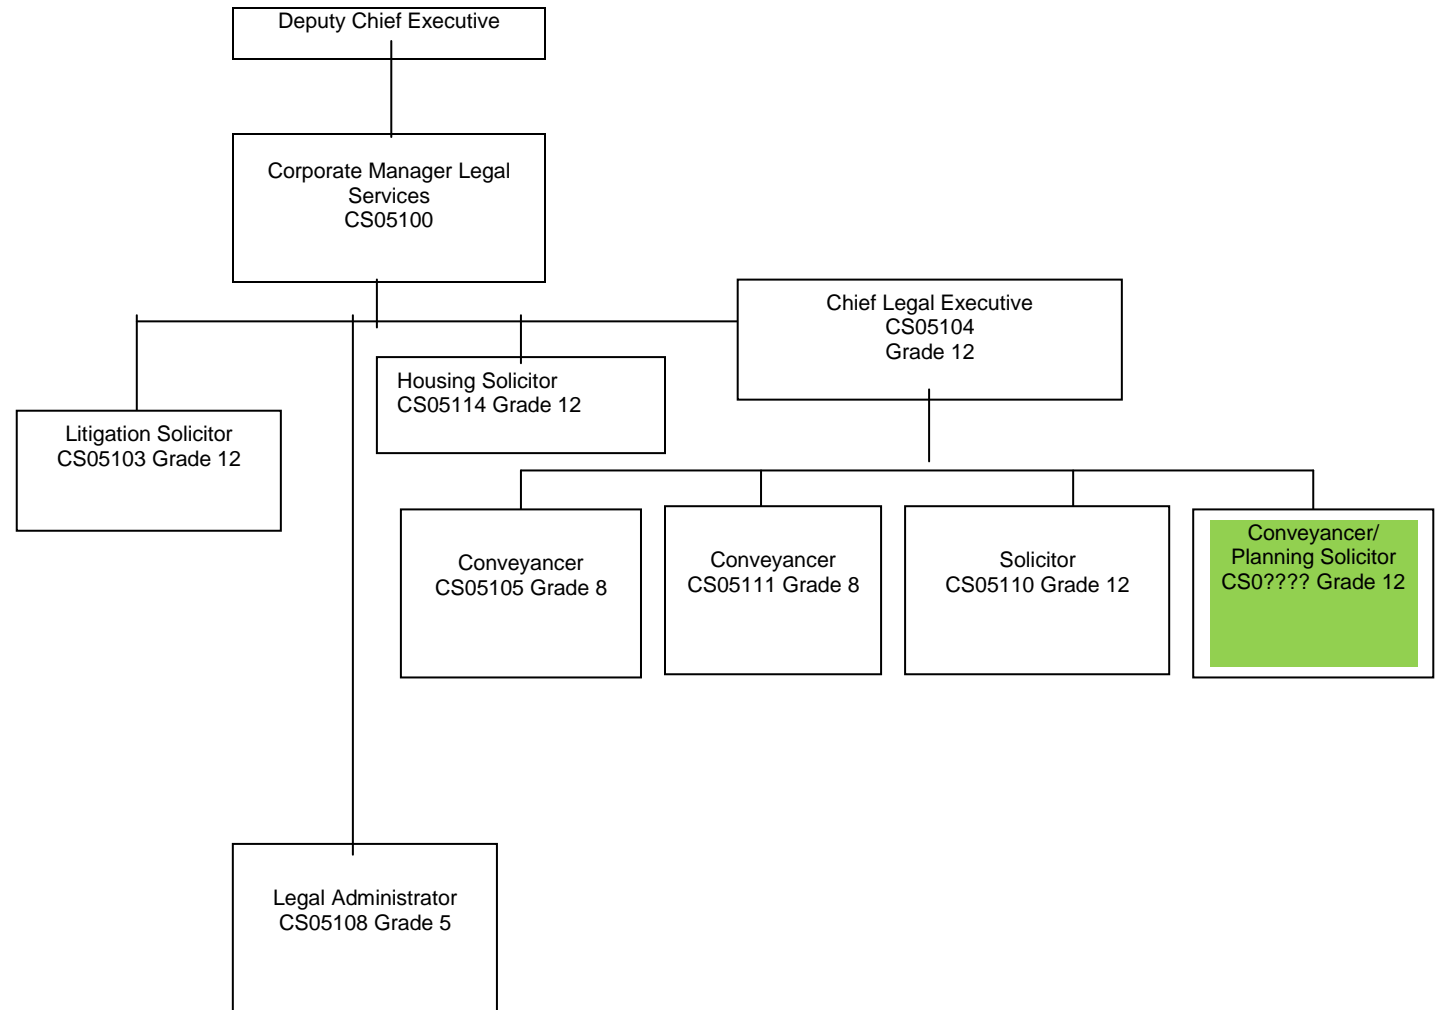 Deputy Chief Executive
Corporate Manager Legal
Services
CS05100
Chief Legal Executive
CS05104
Grade 12
Housing Solicitor
CS05114 Grade 12
Litigation Solicitor
CS05103 Grade 12
Conveyancer
CS05105 Grade 8
Conveyancer
CS05111 Grade 8
Solicitor
CS05110 Grade 12
Conveyancer/
Planning Solicitor
CS0???? Grade 12
Legal Administrator
CS05108 Grade 5